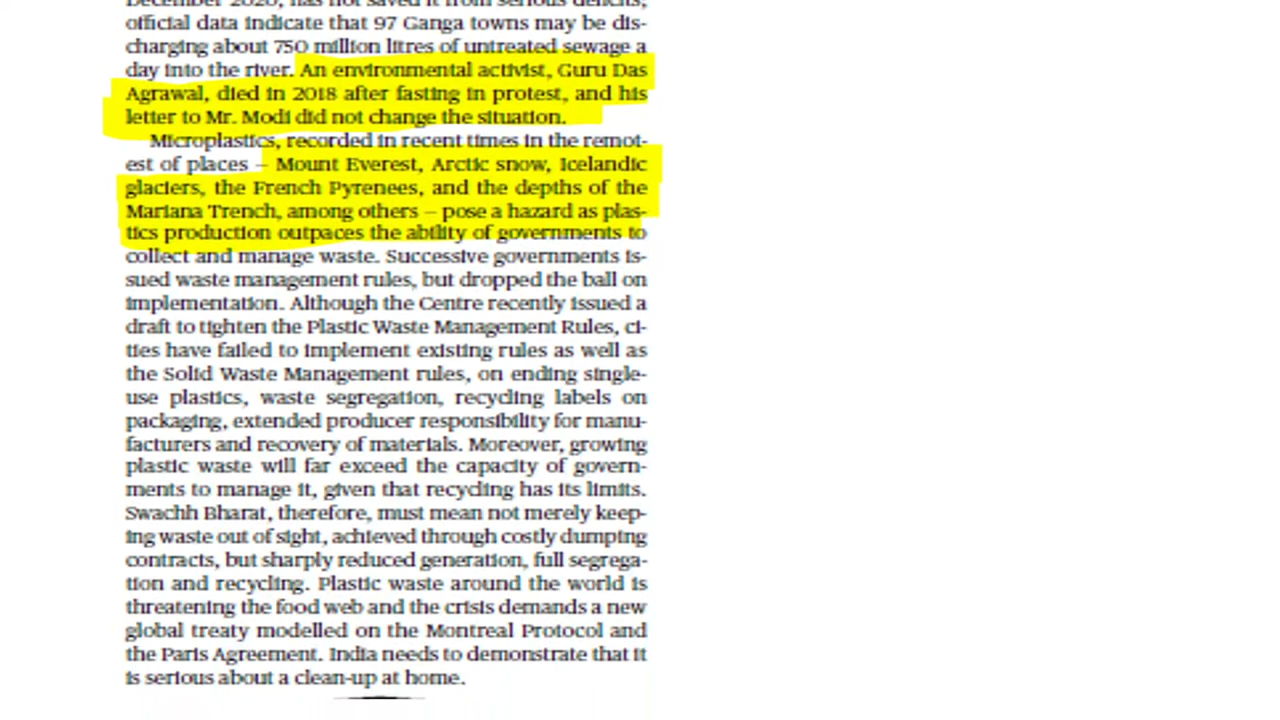 December 2020, has not saved it from serious deficits;
official data indicate that 97 Ganga towns may be dis-
charging about 750 million litres of untreated sewage a
day into the river. An environmental activist, Guru Das
Agrawal, died in 2018 after fasting in protest, and his
letter to Mr. Modi did not change the situation.
Microplastics, recorded in recent times in the remot-
est of places – Mount Everest, Arctic snow, Icelandic
glaciers, the French Pyrenees, and the depths of the
Mariana Trench, among others – pose a hazard as plas-
tics production outpaces the ability of governments to
collect and manage waste. Successive governments is-
sued waste management rules, but dropped the ball on
implementation. Although the Centre recently issued a
draft to tighten the Plastic Waste Management Rules, ci-
ties have failed to implement existing rules as well as
the Solid Waste Management rules, on ending single-
use plastics, waste segregation, recycling labels on
packaging, extended producer responsibility for manu-
facturers and recovery of materials. Moreover, growing
plastic waste will far exceed the capacity of govern-
ments to manage it, given that recycling has its limits.
Swachh Bharat, therefore, must mean not merely keep-
ing waste out of sight, achieved through costly dumping
contracts, but sharply reduced generation, full segrega-
tion and recycling. Plastic waste around the world is
threatening the food web and the crisis demands a new
global treaty modelled on the Montreal Protocol and
the Paris Agreement. India needs to demonstrate that it
is serious about a clean-up at home.